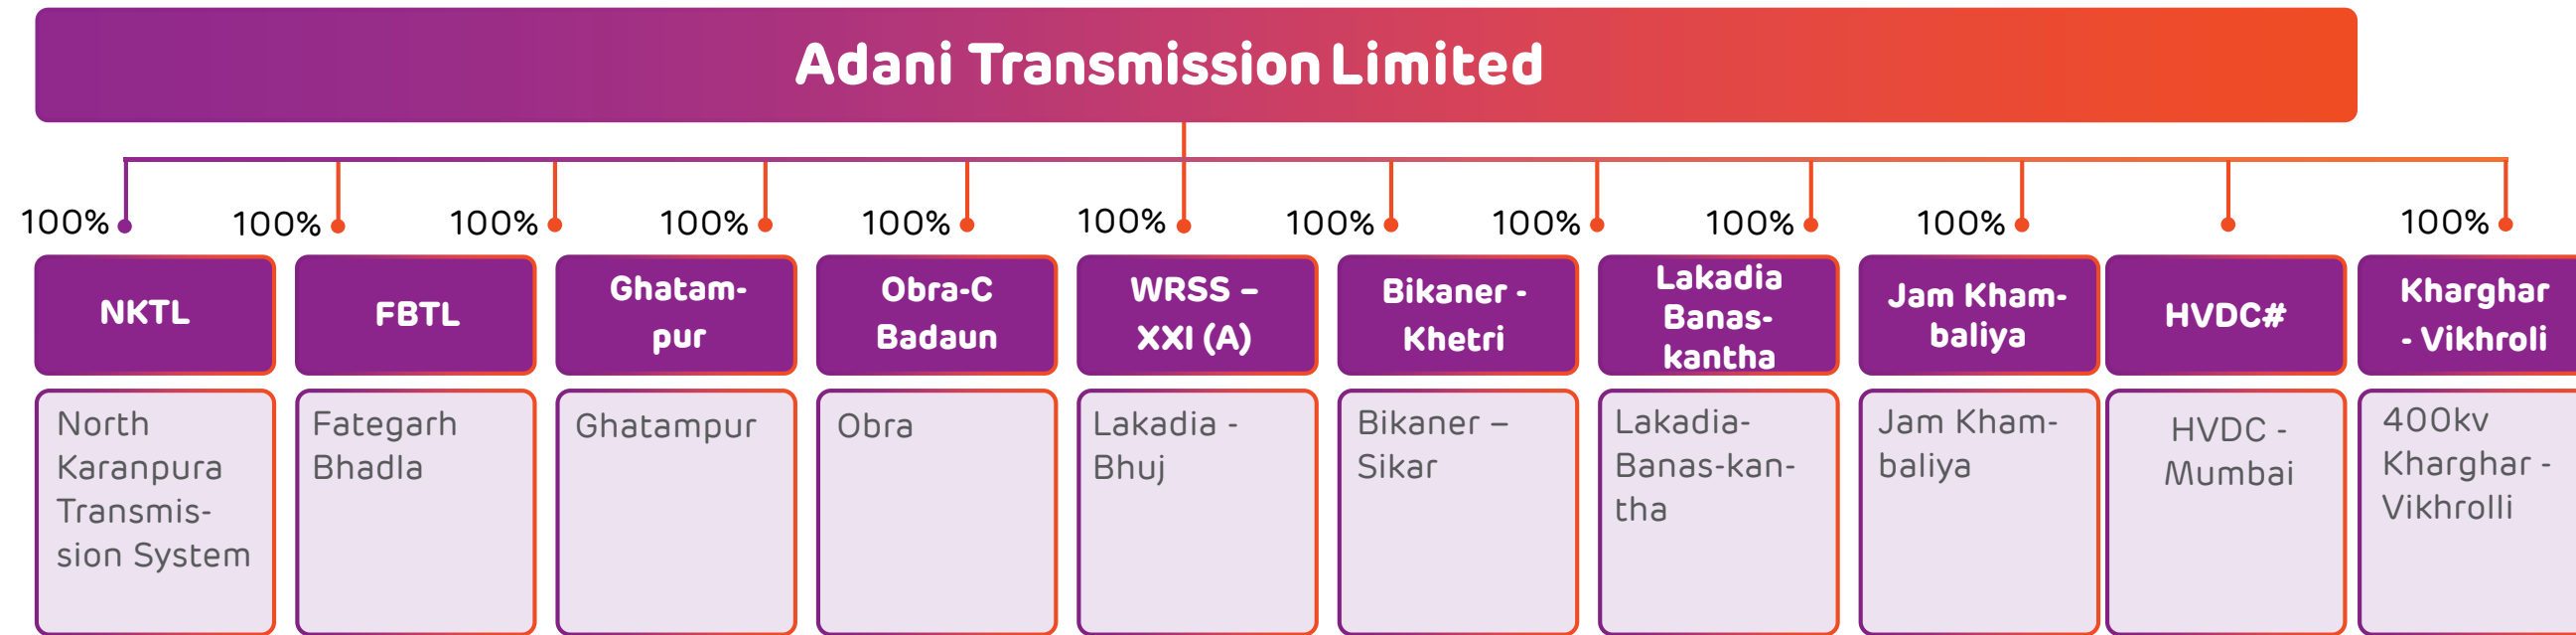 Adani Transmission Limited
100% 100% 100% 100% 100% 100% 100% 100% 100% 100% 100%
NKTL
FBTL
Ghatam-
pur
Obra-C
Badaun
WRSS –
XXI (A)
Bikaner -
Khetri
Lakadia
Banas-
kantha
Jam Kham-
baliya
HVDC#
Kharghar
- Vikhroli
North
Karanpura
Transmis-
sion System
Fategarh
Bhadla
Ghatampur
Obra
Lakadia -
Bhuj
Bikaner –
Sikar
Lakadia-
Banas-kan-
tha
Jam Kham-
baliya
HVDC -
Mumbai
400kv
Kharghar -
Vikhrolli